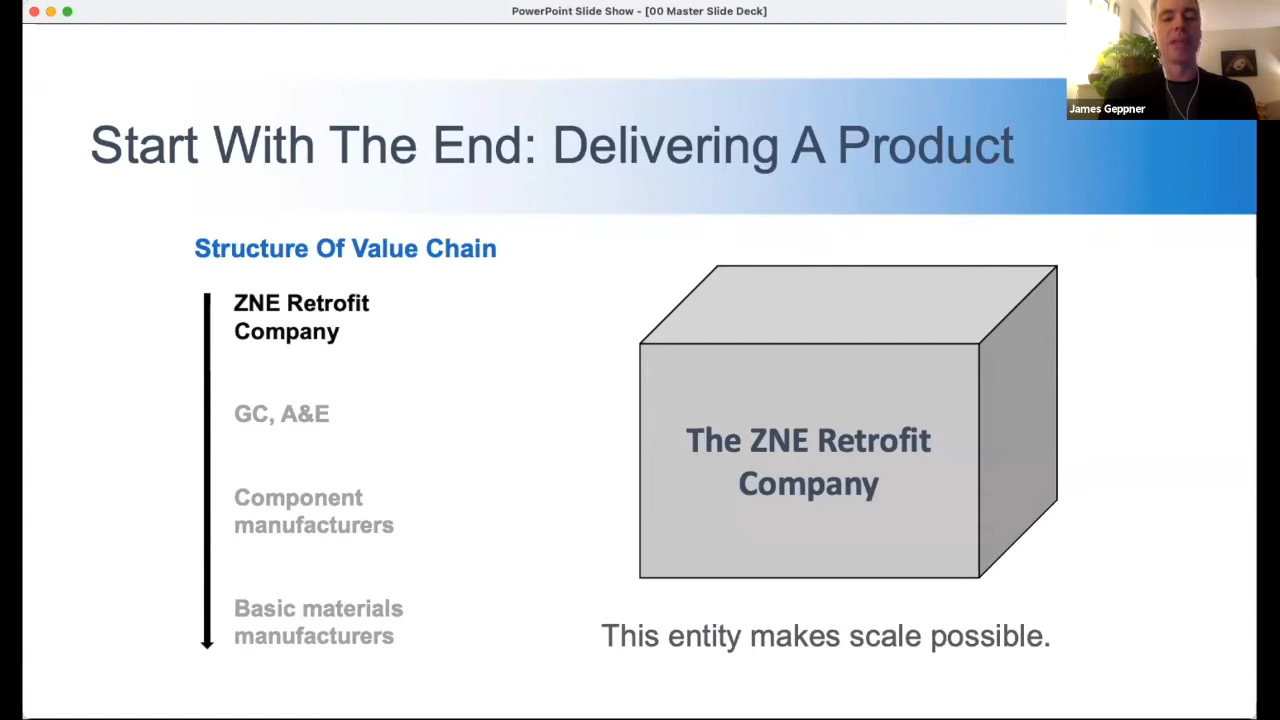 PowerPoint Slide Show - [00 Master Slide Deck]
James Geppner
Start With The End: Delivering A Product
Structure Of Value Chain
ZNE Retrofit
Company
GC, A&E
Component
manufacturers
Basic materials
manufacturers
The ZNE Retrofit
Company
This entity makes scale possible.